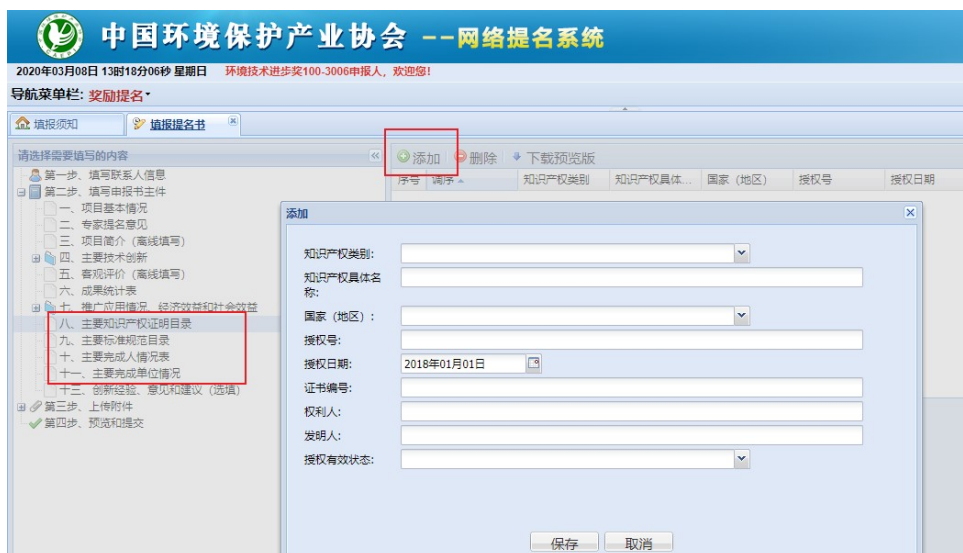 中国环境保护产业协会 --网络提名系统
2020年03月08日 13时18分06秒 星期日 环境技术进步奖100-3006申报人，欢迎您!
导航菜单栏: 奖励提名
填报须知 填报提名书
请选择需要填写的内容
第一步、填写联系人信息
第二步、填写申报书主件
一、项目基本情况
二、专家提名意见
三、项目简介（离线填写）
四、主要技术创新
五、客观评价（离线填写）
六、成果统计表
七、推广应用情况、经济效益和社会效益
八、主要知识产权证明目录
九、主要标准规范目录
十、主要完成人情况表
十一、主要完成单位情况
十三、创新经验、意见和建议（选填）
第三步、上传附件
第四步、预览和提交
添加 删除 下载预览版
序号 调序 知识产权类别 知识产权具体... 国家（地区） 授权号 授权日期
添加
知识产权类别:
知识产权具体名
称:
国家（地区）:
授权号:
授权日期: 2018年01月01日
证书编号:
权利人:
发明人:
授权有效状态:
保存 取消